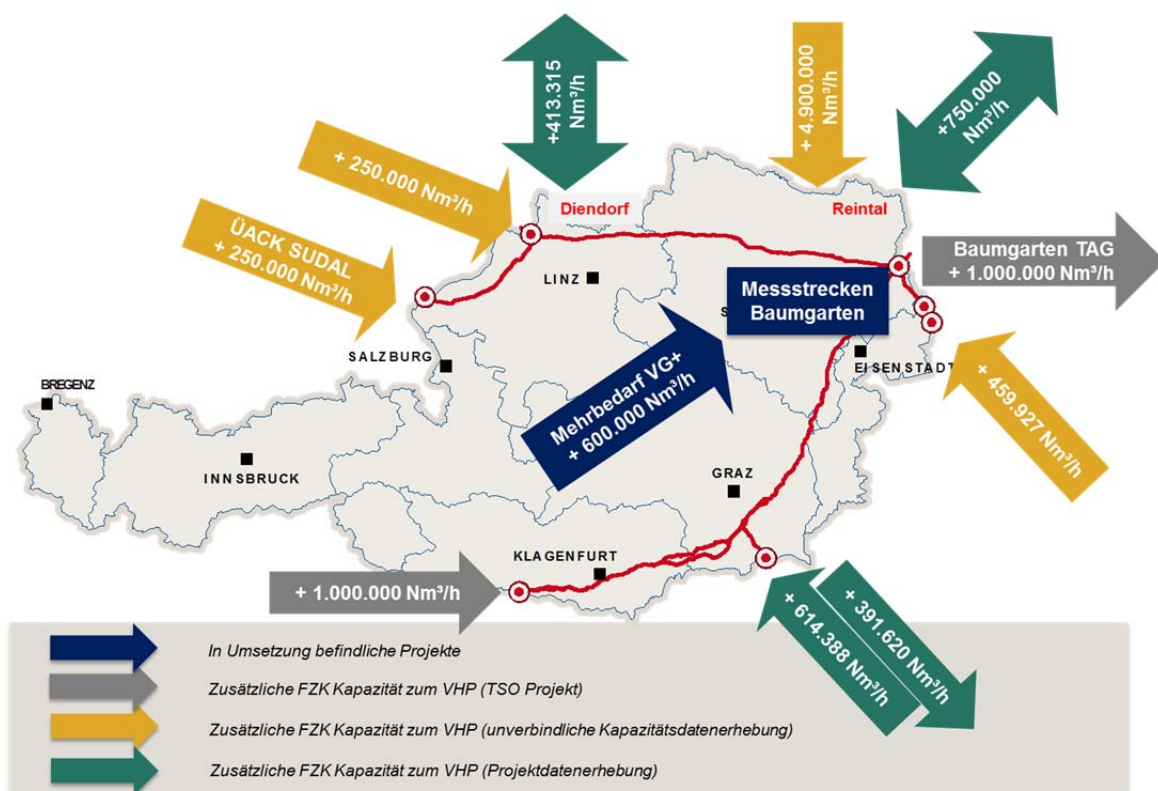 +413.315
Nm³/h
+ 4.900.000
Nm³/h
+750.000
Nm³/h
+ 250.000 Nm³/h
ÜACK SUDAL
+ 250.000 Nm³/h
Diendorf
Reintal
Baumgarten TAG
+ 1.000.000 Nm³/h
LINZ
Messstrecken
Baumgarten
S
SALZBURG
EISENSTADT
Mehrbedarf VG+
+ 600.000 Nm³/h
+ 459.927 Nm³/h
BREGENZ
INNSBRUCK
GRAZ
KLAGENFURT
+ 1.000.000 Nm³/h
+ 614.388 Nm³/h
+ 391.620 Nm³/h
In Umsetzung befindliche Projekte
Zusätzliche FZK Kapazität zum VHP (TSO Projekt)
Zusätzliche FZK Kapazität zum VHP (unverbindliche Kapazitätsdatenerhebung)
Zusätzliche FZK Kapazität zum VHP (Projektdatenerhebung)